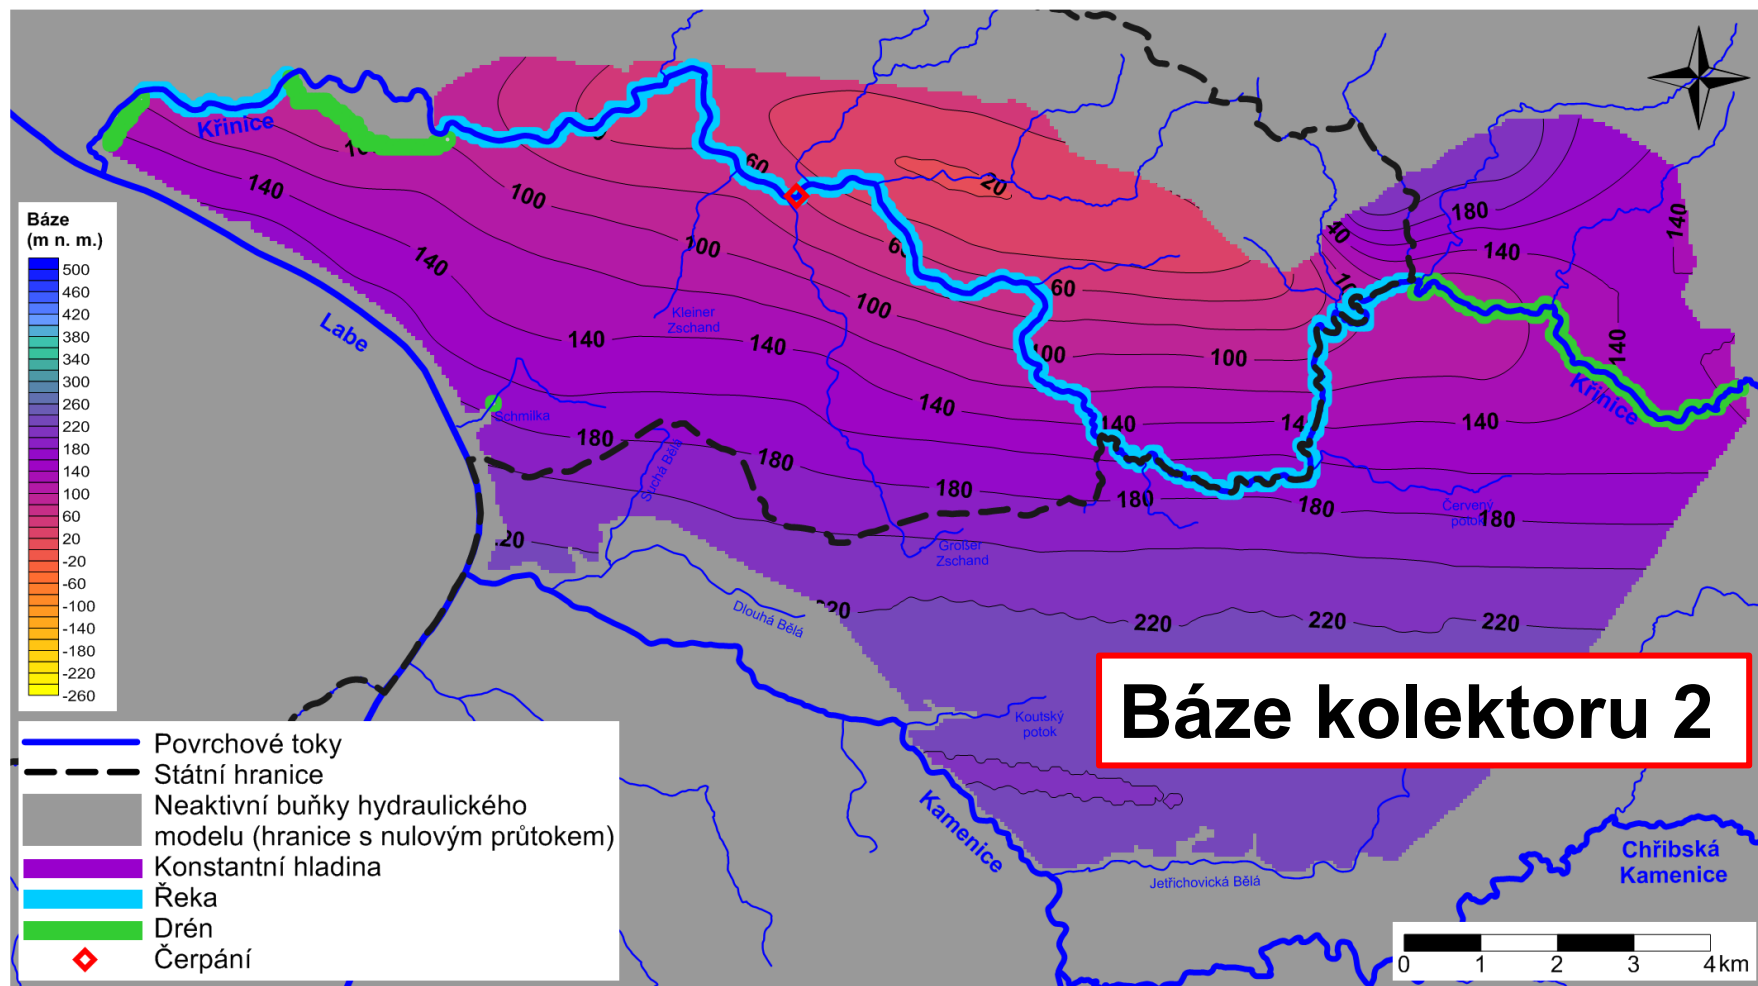 Křinice
Labe
Kleiner
Zschand
Schmilka
Suchá Bělá
Großer
Zschand
Dlouhá Bělá
Koutský
potok
Kamenice
Jetřichovická Bělá
Chřibská
Kamenice
Křinice
Červený
potok
20
60
60
60
100
100
100
100
100
140
140
140
140
140
140
140
140
140
140
180
180
180
180
180
180
180
220
220
220
Báze
(m n. m.)
500
460
420
380
340
300
260
220
180
140
100
60
20
-20
-60
-100
-140
-180
-220
-260
Báze kolektoru 2
Povrchové toky
Státní hranice
Neaktivní buňky hydraulického
modelu (hranice s nulovým průtokem)
Konstantní hladina
Řeka
Drén
Čerpání
0 1 2 3 4 km